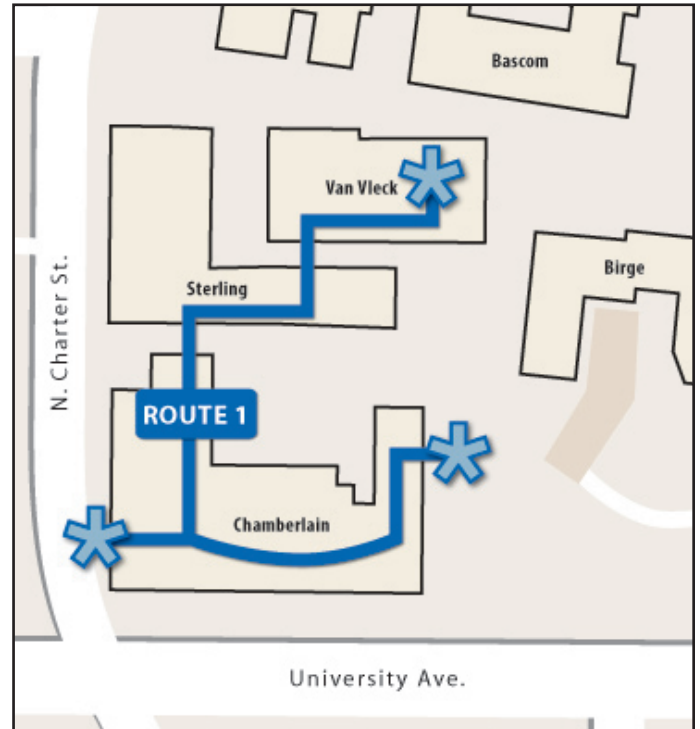 Bascom
Van Vleck
Birge
Sterling
N. Charter St.
ROUTE 1
Chamberlain
University Ave.